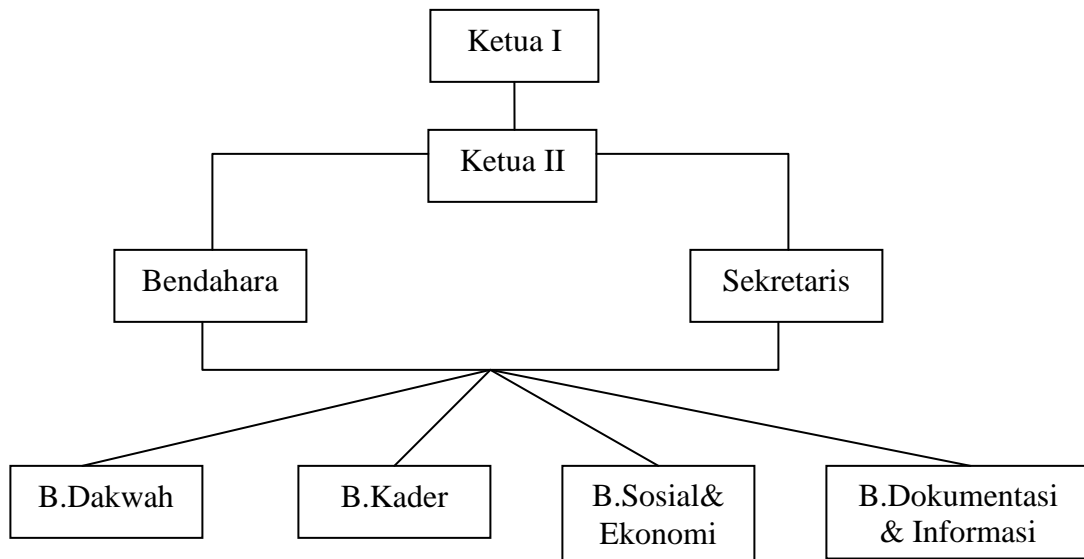 Ketua I
Ketua II
Bendahara
Sekretaris
B.Dakwah
B.Kader
B.Sosial&
Ekonomi
B.Dokumentasi
& Informasi